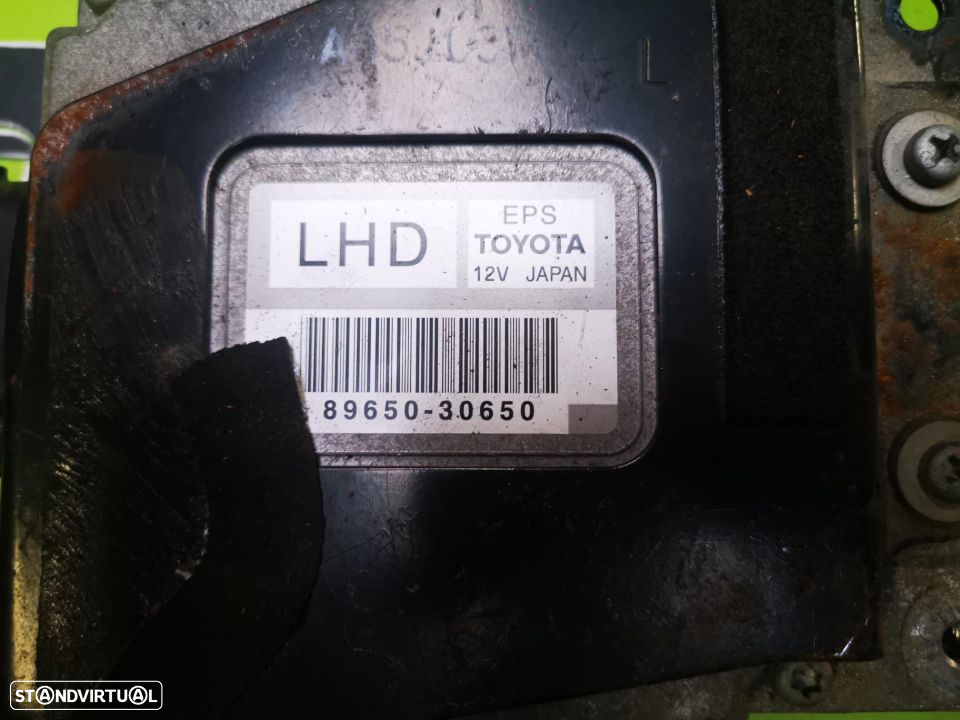 L
LHD
EPS
TOYOTA
12V JAPAN
89650-30650
STANDVIRTUAL